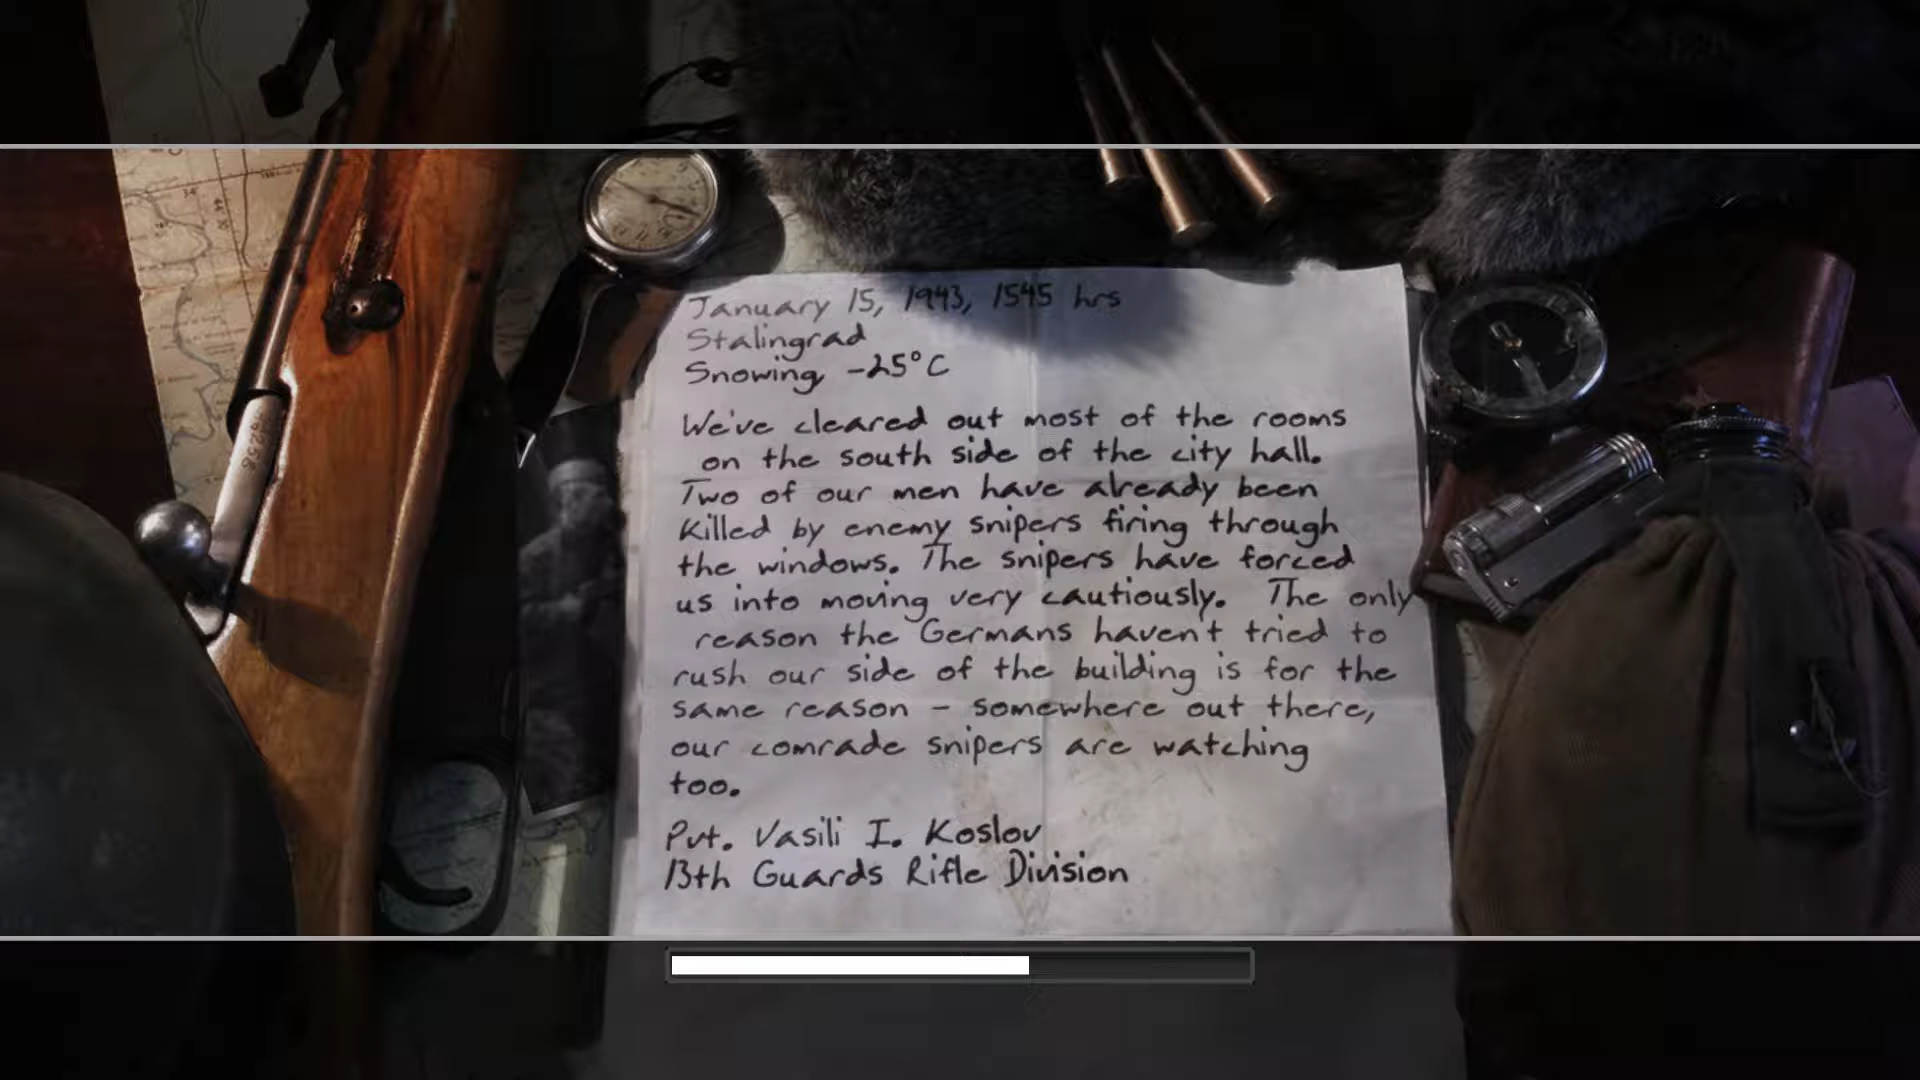 January 15, 1943, 1545 hrs
Stalingrad
Snowing, -25°C
We've cleared out most of the rooms
on the south side of the city hall.
Two of our men have already been
killed by enemy snipers firing through
the windows. The snipers have forced
us into moving very cautiously. The only
reason the Germans haven't tried to
rush our side of the building is for the
same reason - somewhere out there,
our comrade snipers are watching
too.
Pvt. Vasili I. Koslov
13th Guards Rifle Division